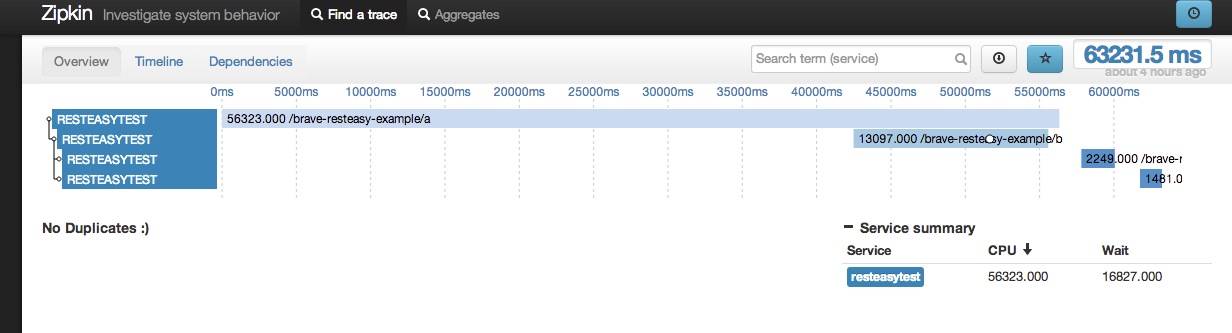 Zipkin Investigate system behavior Find a trace Aggregates
Overview Timeline Dependencies Search term (service) 63231.5 ms
about 4 hours ago
0ms 5000ms 10000ms 15000ms 20000ms 25000ms 30000ms 35000ms 40000ms 45000ms 50000ms 55000ms 60000ms
RESTEASYTEST 56323.000 /brave-resteasy-example/a
RESTEASYTEST 13097.000 /brave-resteasy-example/b
RESTEASYTEST 2249.000 /brave-r
RESTEASYTEST 1481.0
No Duplicates :) Service summary
Service CPU Wait
resteasytest 56323.000 16827.000